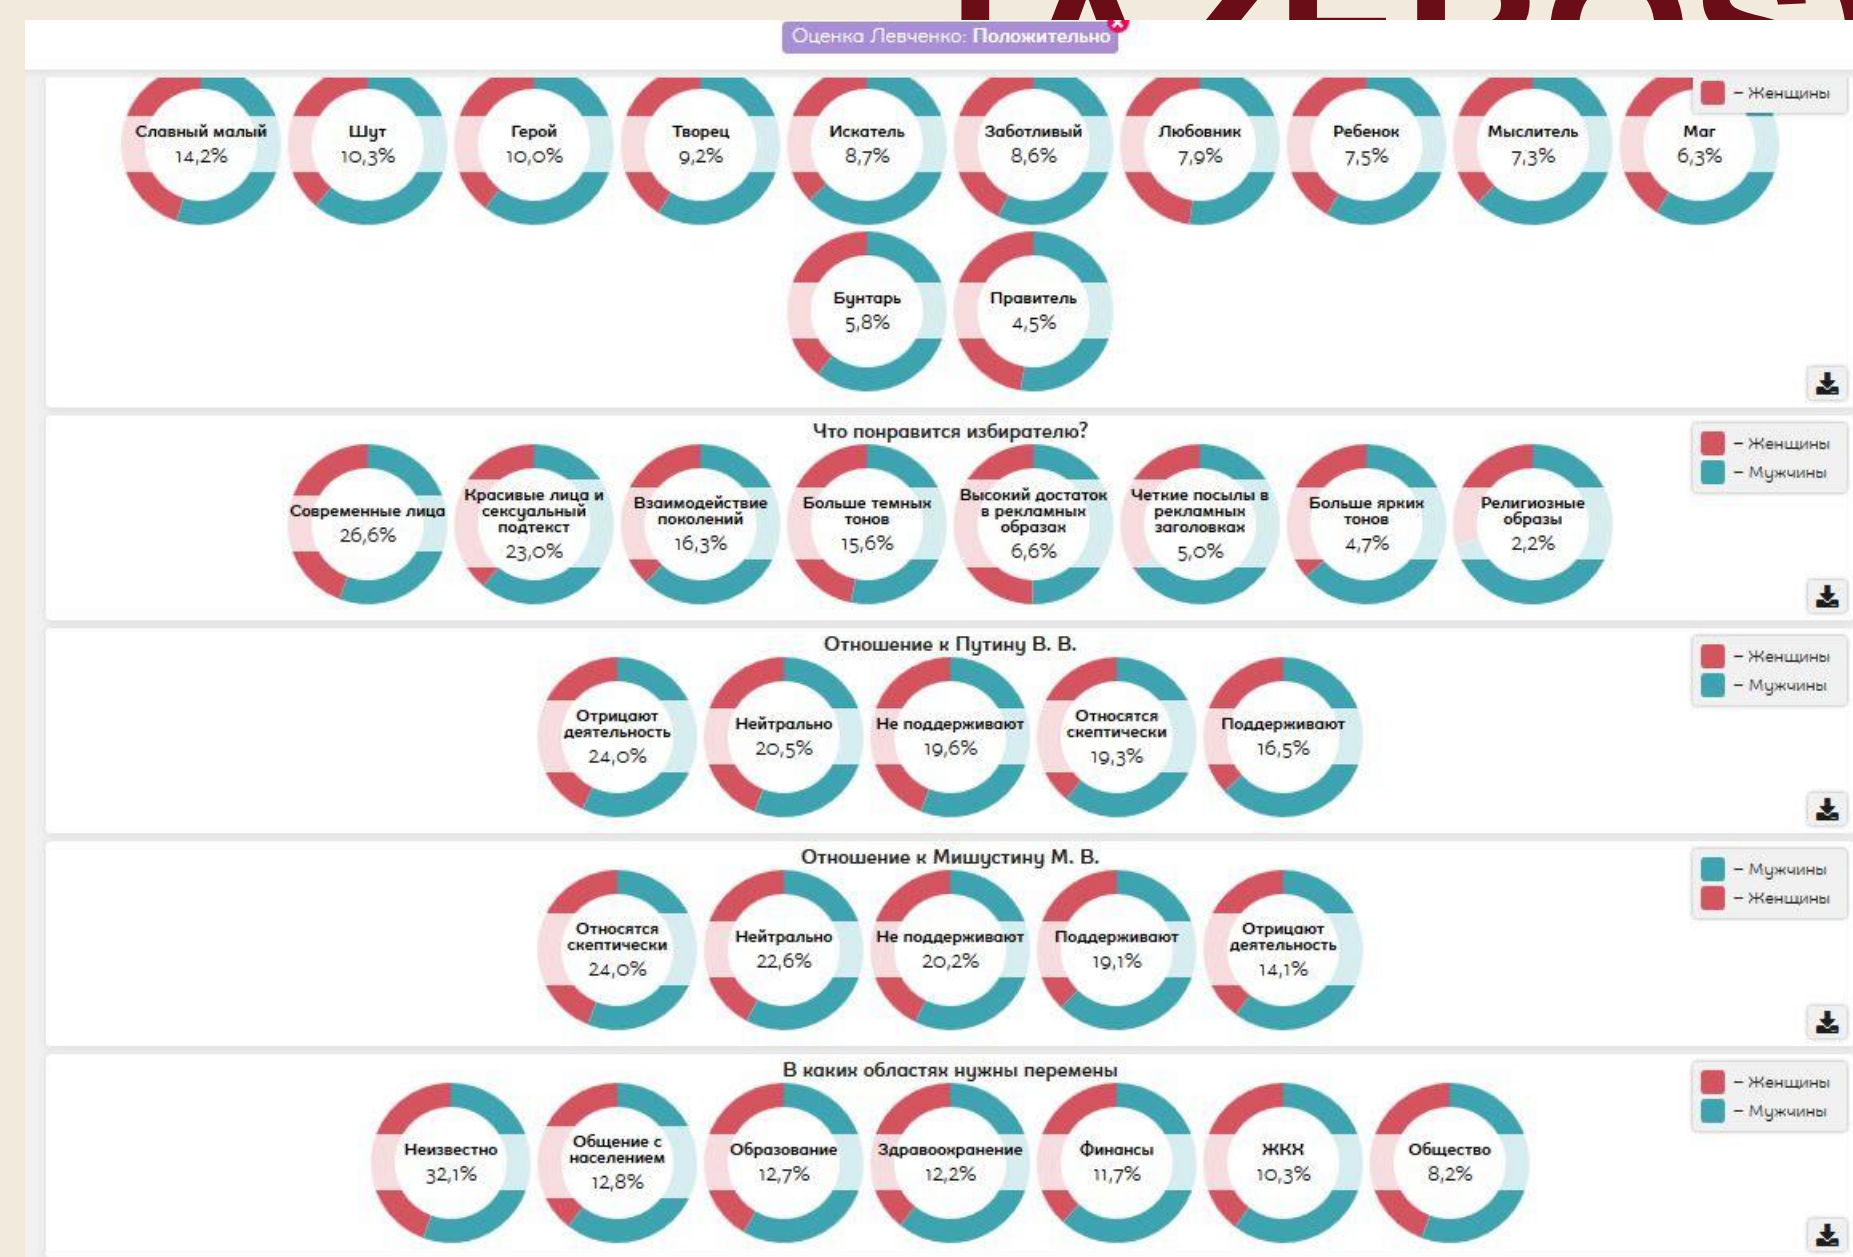 Оценка Левченко: Положительно
– Женщины
Славный малый
14,2%
Шут
10,3%
Герой
10,0%
Творец
9,2%
Искатель
8,7%
Заботливый
8,6%
Любовник
7,9%
Ребенок
7,5%
Мыслитель
7,3%
Маг
6,3%
Бунтарь
5,8%
Правитель
4,5%
Что понравится избирателю?
– Женщины
– Мужчины
Современные лица
26,6%
Красивые лица и
сексуальный
подтекст
23,0%
Взаимодействие
поколений
16,3%
Больше темных
тонов
15,6%
Высокий достаток
в рекламных
образах
6,6%
Четкие посылы в
рекламных
заголовках
5,0%
Больше ярких
тонов
4,7%
Религиозные
образы
2,2%
Отношение к Путину В. В.
– Женщины
– Мужчины
Отрицают
деятельность
24,0%
Нейтрально
20,5%
Не поддерживают
19,6%
Относятся
скептически
19,3%
Поддерживают
16,5%
Отношение к Мишустину М. В.
– Мужчины
– Женщины
Относятся
скептически
24,0%
Нейтрально
22,6%
Не поддерживают
20,2%
Поддерживают
19,1%
Отрицают
деятельность
14,1%
В каких областях нужны перемены
– Женщины
– Мужчины
Неизвестно
32,1%
Общение с
населением
12,8%
Образование
12,7%
Здравоохранение
12,2%
Финансы
11,7%
ЖКХ
10,3%
Общество
8,2%